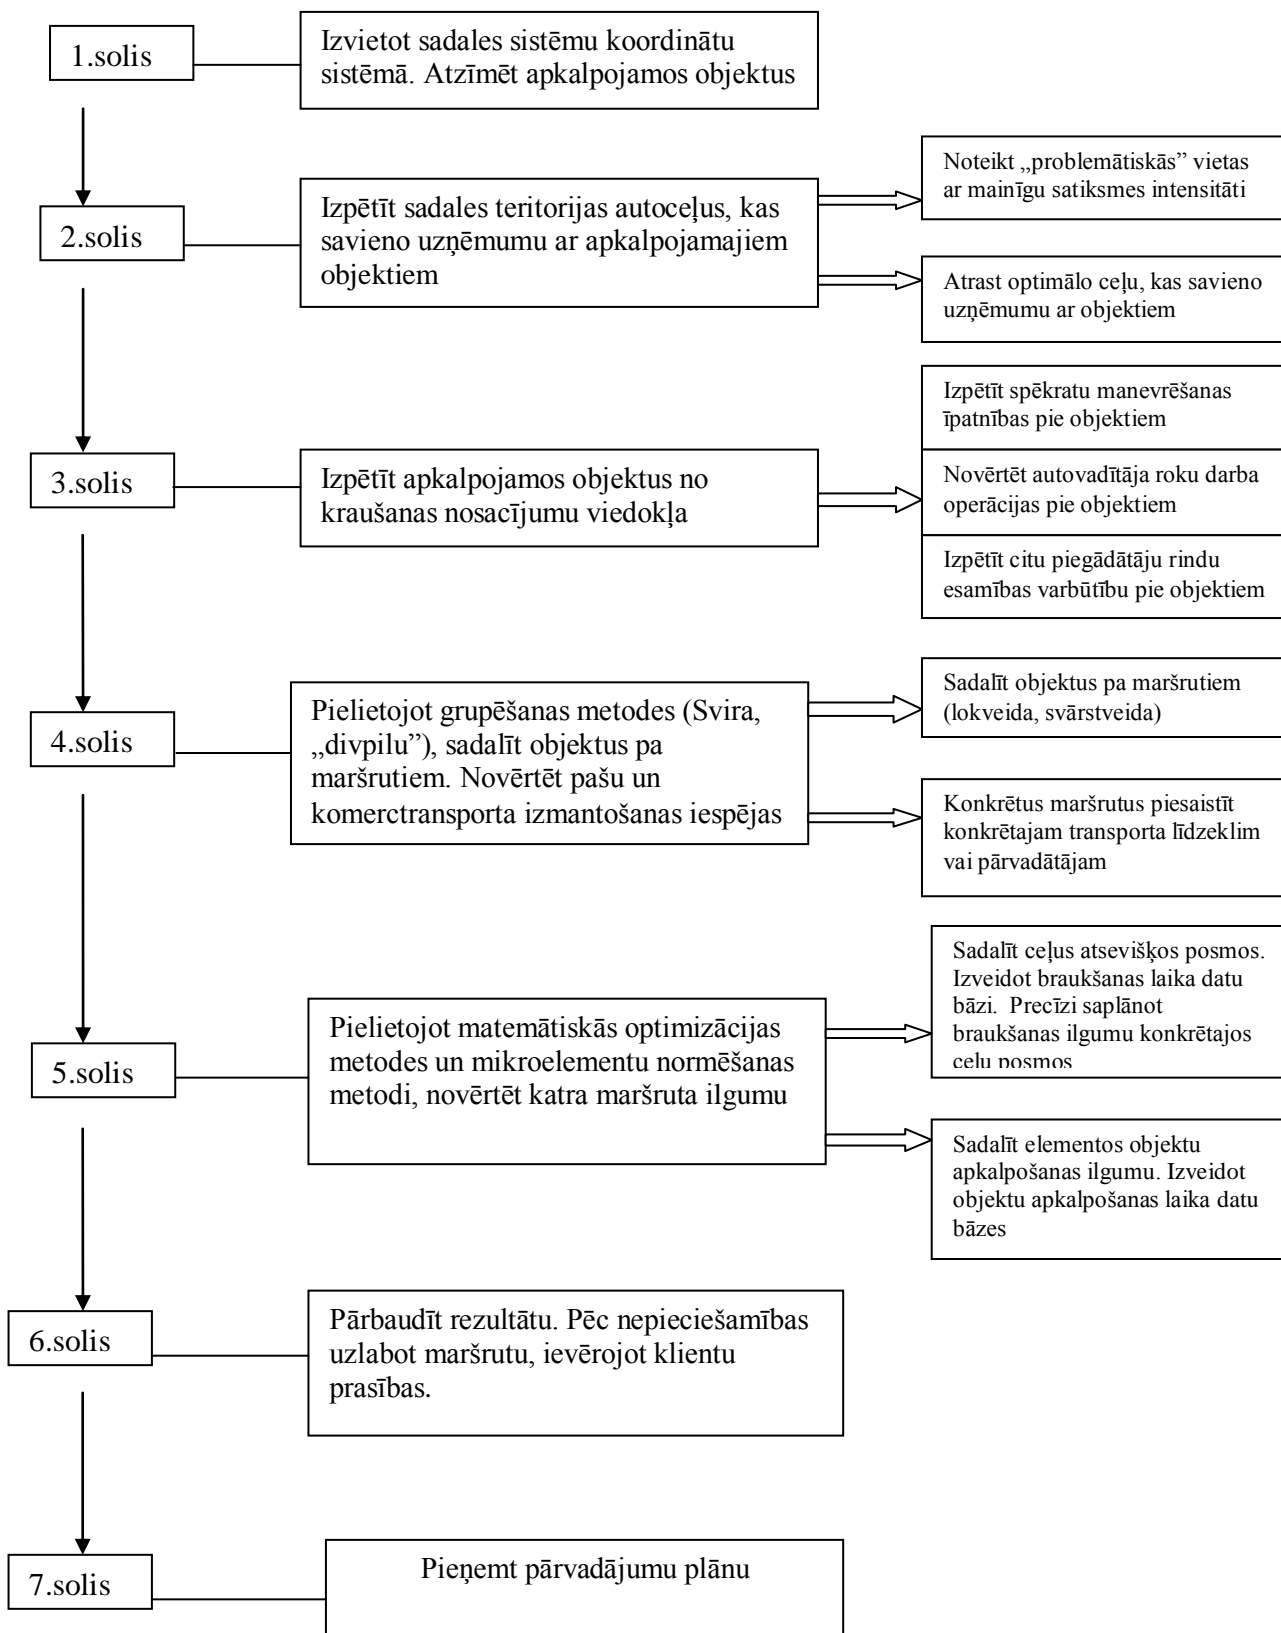 1.solis
Izvietot sadales sistēmu koordinātu
sistēmā. Atzīmēt apkalpojamos objektus
2.solis
Izpētīt sadales teritorijas autoceļus, kas
savieno uzņēmumu ar apkalpojamajiem
objektiem
Noteikt „problemātiskās” vietas
ar mainīgu satiksmes intensitāti
Atrast optimālo ceļu, kas savieno
uzņēmumu ar objektiem
3.solis
Izpētīt apkalpojamos objektus no
kraušanas nosacījumu viedokļa
Izpētīt spēkratu manevrēšanas
īpatnības pie objektiem
Novērtēt autovadītāja roku darba
operācijas pie objektiem
Izpētīt citu piegādātāju rindu
esamības varbūtību pie objektiem
4.solis
Pielietojot grupēšanas metodes (Svira,
„divpilu”), sadalīt objektus pa
maršrutiem. Novērtēt pašu un
komerctransporta izmantošanas iespējas
Sadalīt objektus pa maršrutiem
(lokveida, svārstveida)
Konkrētus maršrutus piesaistīt
konkrētajam transporta līdzeklim
vai pārvadātājam
5.solis
Pielietojot matemātiskās optimizācijas
metodes un mikroelementu normēšanas
metodi, novērtēt katra maršruta ilgumu
Sadalīt ceļus atsevišķos posmos.
Izveidot braukšanas laika datu
bāzi. Precīzi saplānot
braukšanas ilgumu konkrētajos
ceļu posmos
Sadalīt elementos objektu
apkalpošanas ilgumu. Izveidot
objektu apkalpošanas laika datu
bāzes
6.solis
Pārbaudīt rezultātu. Pēc nepieciešamības
uzlabot maršrutu, ievērojot klientu
prasības.
7.solis
Pieņemt pārvadājumu plānu